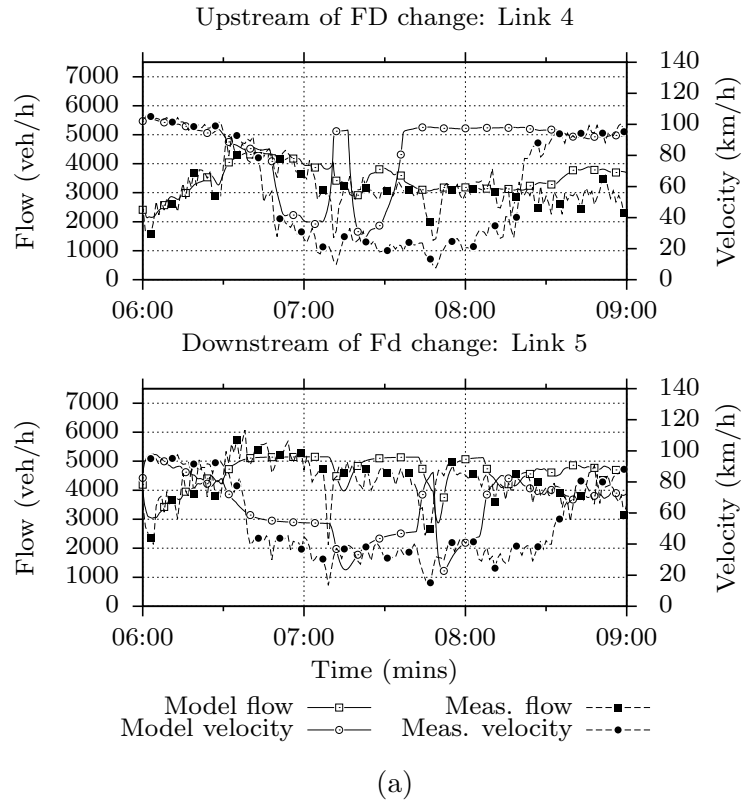 Upstream of FD change: Link 4
Flow (veh/h)
7000
6000
5000
4000
3000
2000
1000
0
140
120
100
80
60
40
20
0
Velocity (km/h)
06:00 07:00 08:00 09:00
Downstream of Fd change: Link 5
Flow (veh/h)
7000
6000
5000
4000
3000
2000
1000
0
140
120
100
80
60
40
20
0
Velocity (km/h)
06:00 07:00 08:00 09:00
Time (mins)
Model flow Meas. flow
Model velocity Meas. velocity
(a)